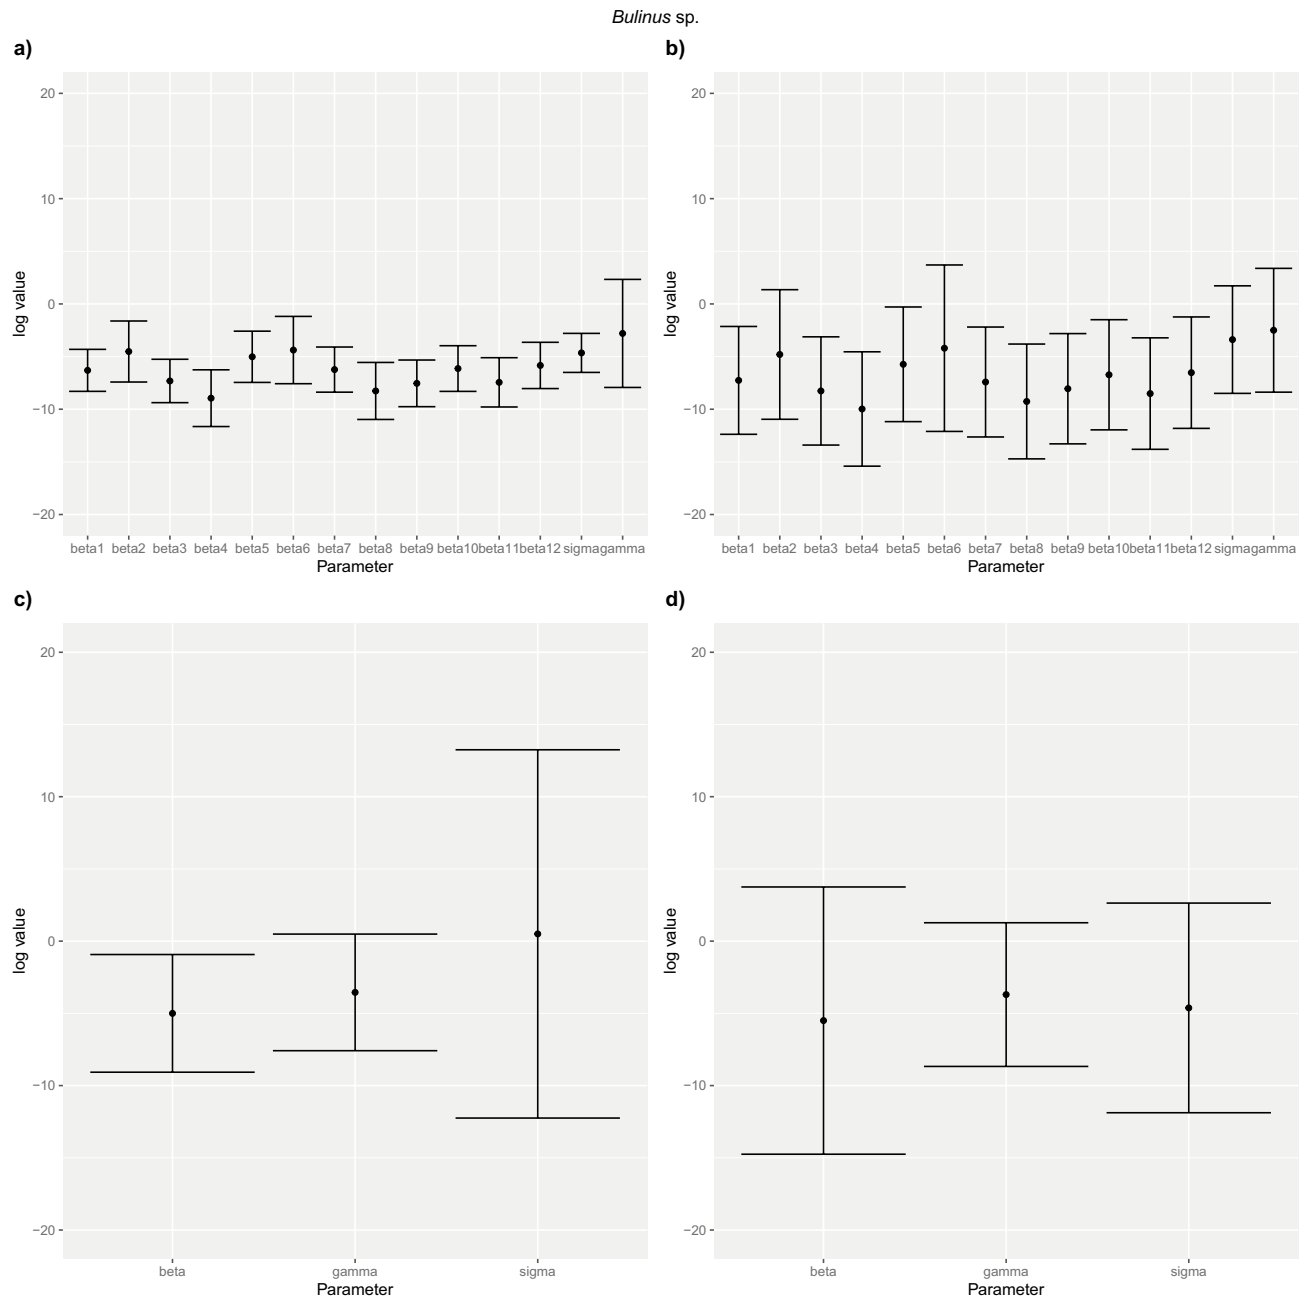 Bulinus sp.
a)
20
10
0
−10
−20
log value
beta1 beta2 beta3 beta4 beta5 beta6 beta7 beta8 beta9 beta10 beta11 beta12 sigma gamma
Parameter
b)
20
10
0
−10
−20
log value
beta1 beta2 beta3 beta4 beta5 beta6 beta7 beta8 beta9 beta10 beta11 beta12 sigma gamma
Parameter
c)
20
10
0
−10
−20
log value
beta gamma sigma
Parameter
d)
20
10
0
−10
−20
log value
beta gamma sigma
Parameter